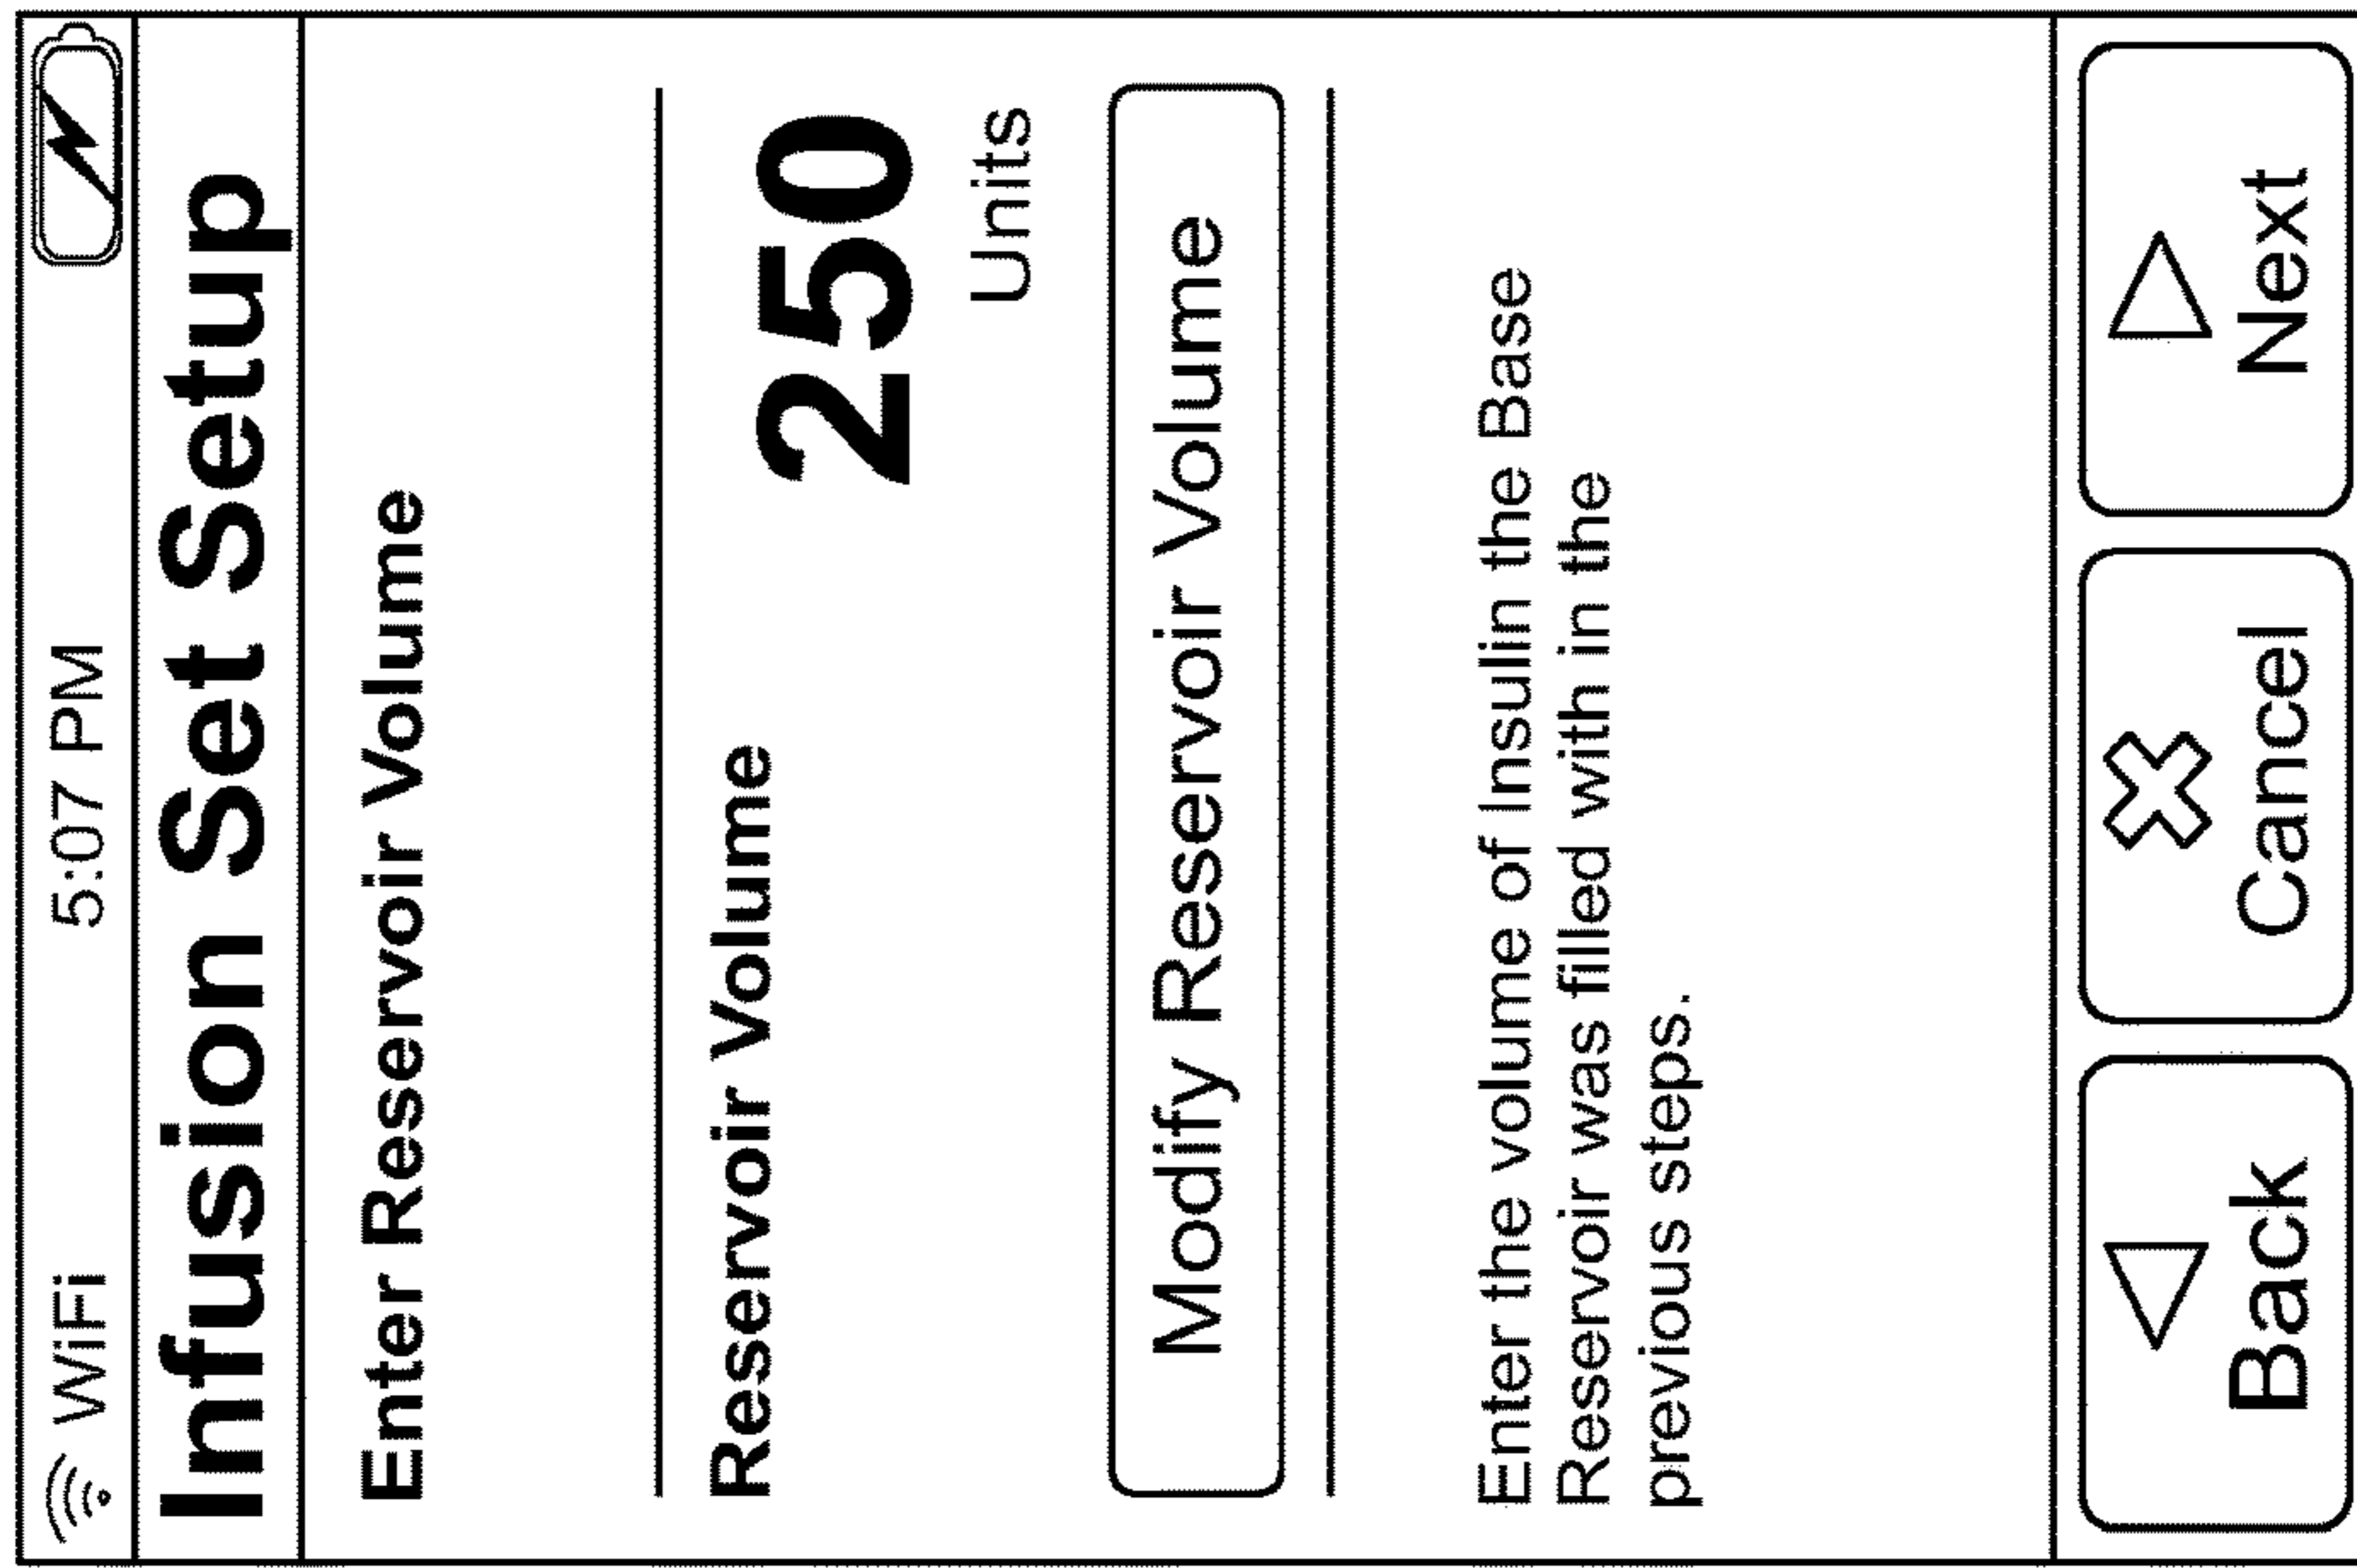 WiFi 5:07 PM
Infusion Set Setup
Enter Reservoir Volume
Reservoir Volume 250
Units
Modify Reservoir Volume
Enter the volume of Insulin the Base
Reservoir was filled with in the
previous steps.
Back Cancel Next